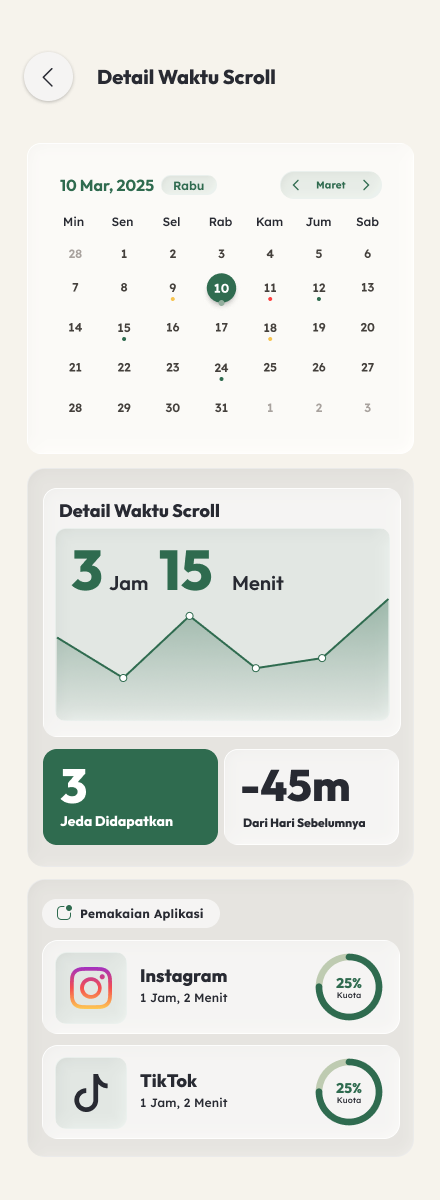 Detail Waktu Scroll
10 Mar, 2025 Rabu Maret
Min Sen Sel Rab Kam Jum Sab
28 1 2 3 4 5 6
7 8 9 10 11 12 13
14 15 16 17 18 19 20
21 22 23 24 25 26 27
28 29 30 31 1 2 3
Detail Waktu Scroll
3 Jam 15 Menit
3
Jeda Didapatkan
-45m
Dari Hari Sebelumnya
Pemakaian Aplikasi
Instagram
1 Jam, 2 Menit
25%
Kuota
TikTok
1 Jam, 2 Menit
25%
Kuota